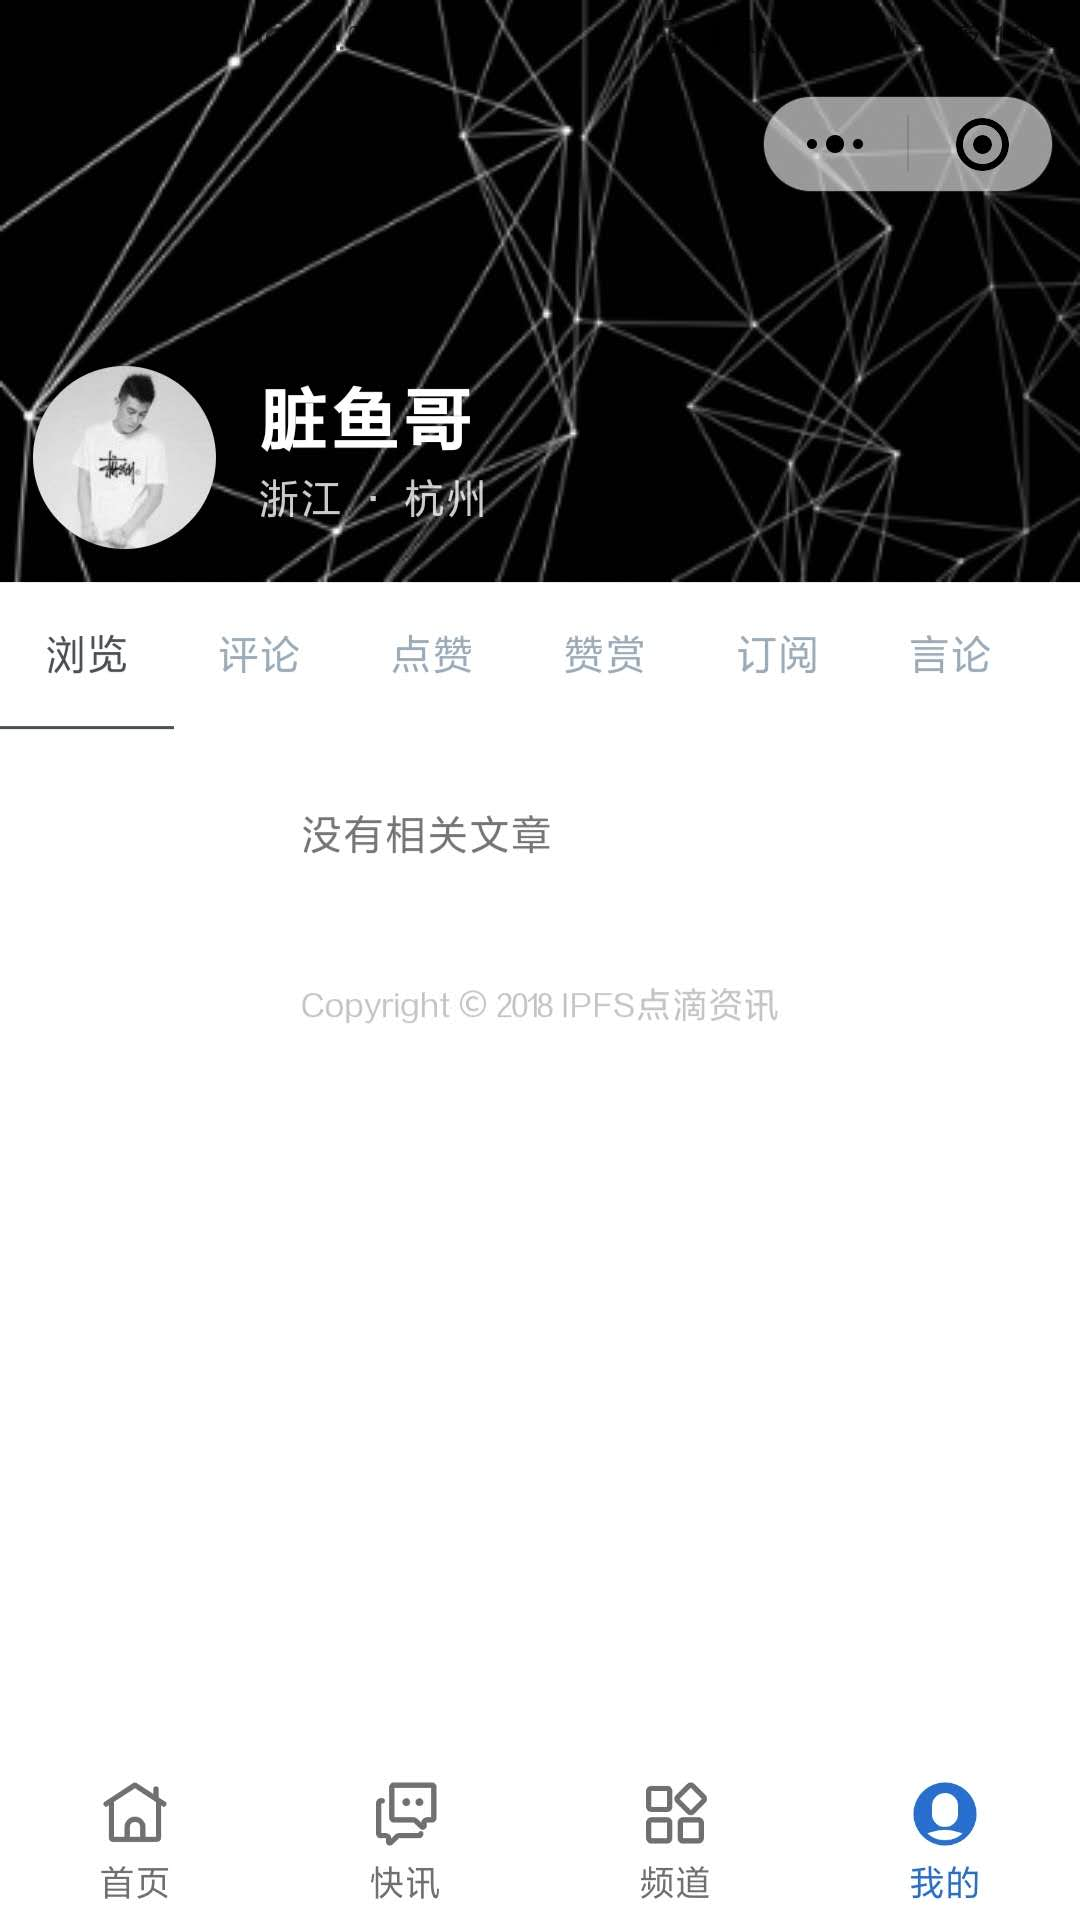 脏鱼哥
浙江 · 杭州
浏览 评论 点赞 赞赏 订阅 言论
没有相关文章
Copyright © 2018 IPFS点滴资讯
首页 快讯 频道 我的